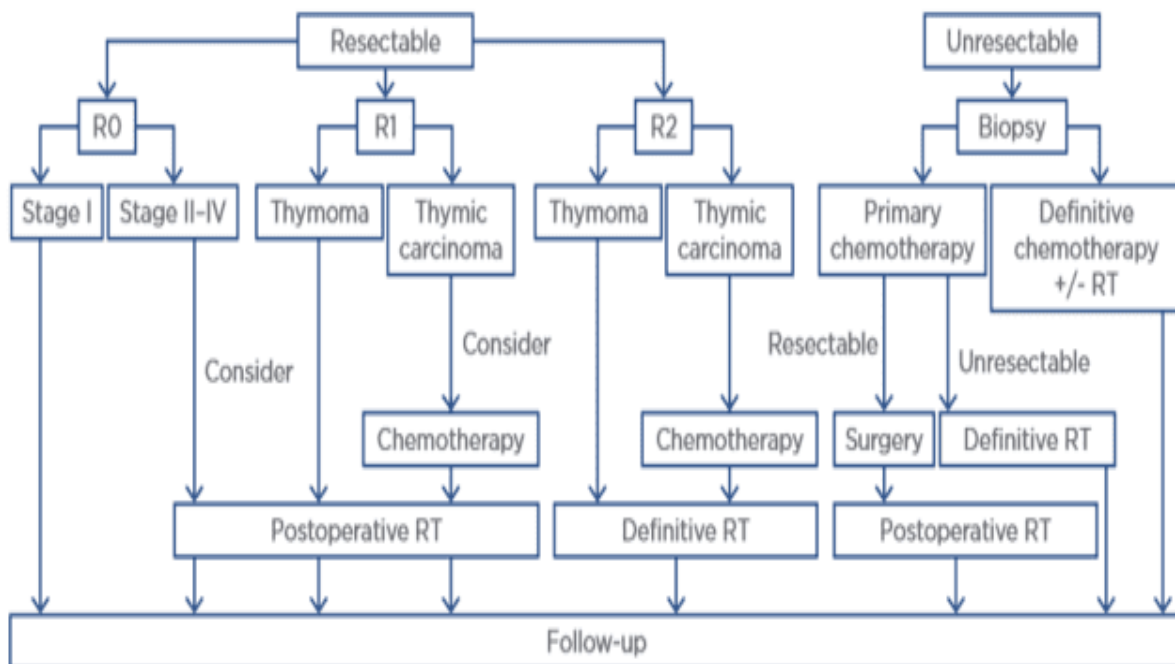 Resectable
Unresectable
R0
R1
R2
Biopsy
Stage I
Stage II–IV
Thymoma
Thymic
carcinoma
Thymoma
Thymic
carcinoma
Primary
chemotherapy
Definitive
chemotherapy
+/- RT
Consider
Consider
Resectable
Unresectable
Chemotherapy
Chemotherapy
Surgery
Definitive RT
Postoperative RT
Definitive RT
Postoperative RT
Follow-up